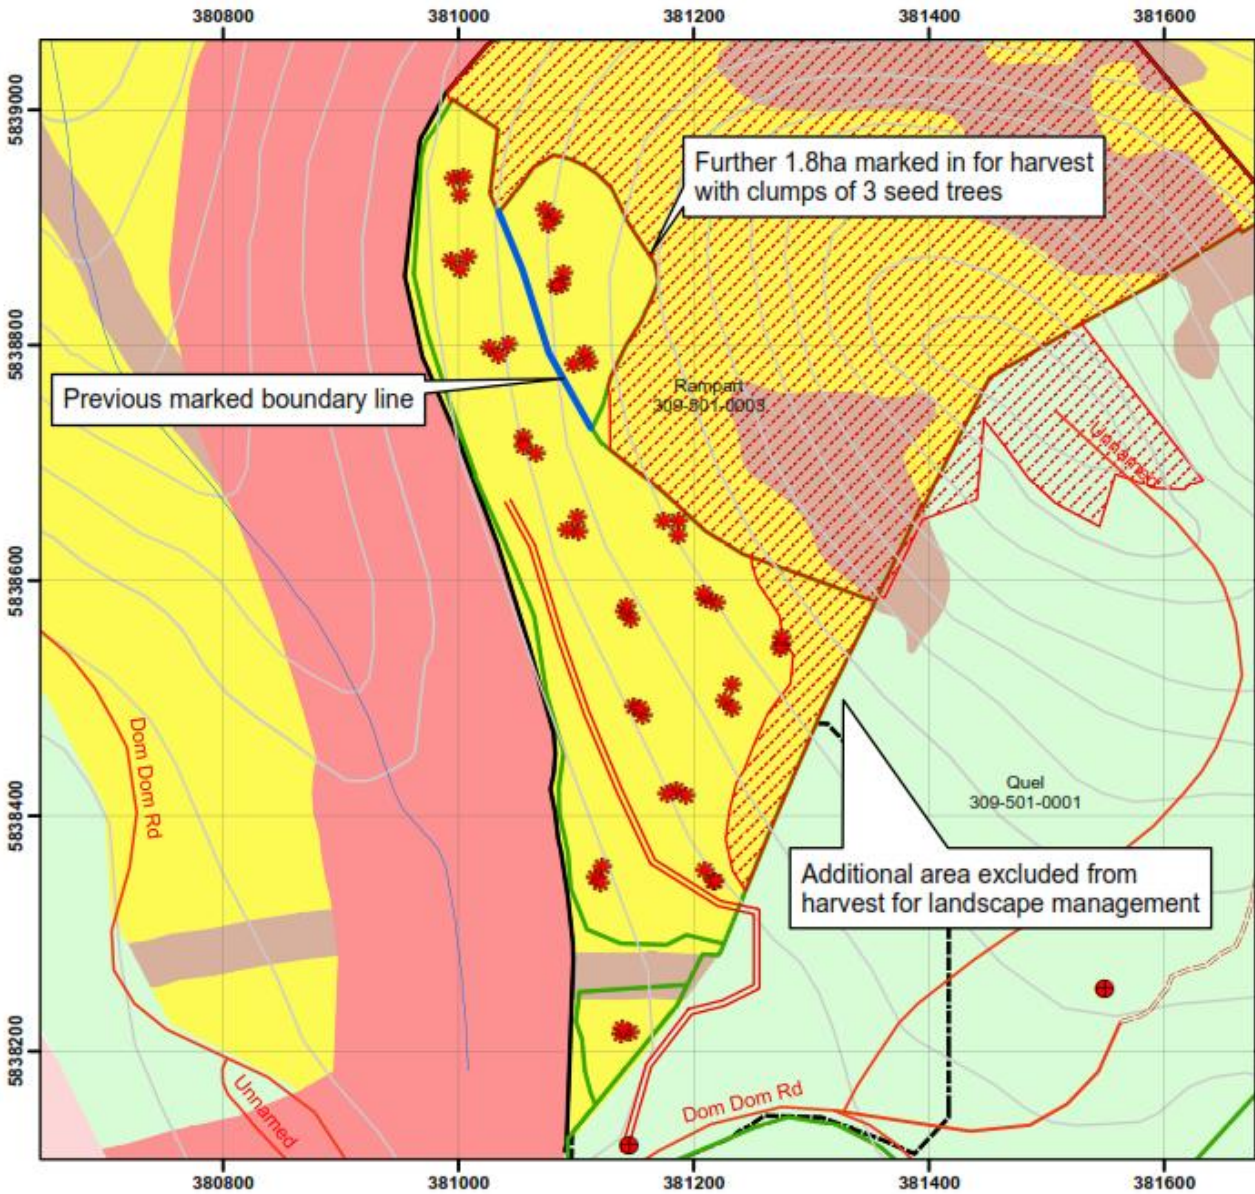 380800 381000 381200 381400 381600
5839000
Further 1.8ha marked in for harvest
with clumps of 3 seed trees
5838800
Previous marked boundary line
Rampart
309-501-0003
Unnamed
5838600
Dom Dom Rd
Quel
309-501-0001
5838400
Additional area excluded from
harvest for landscape management
5838200
Unnamed
Dom Dom Rd
380800 381000 381200 381400 381600